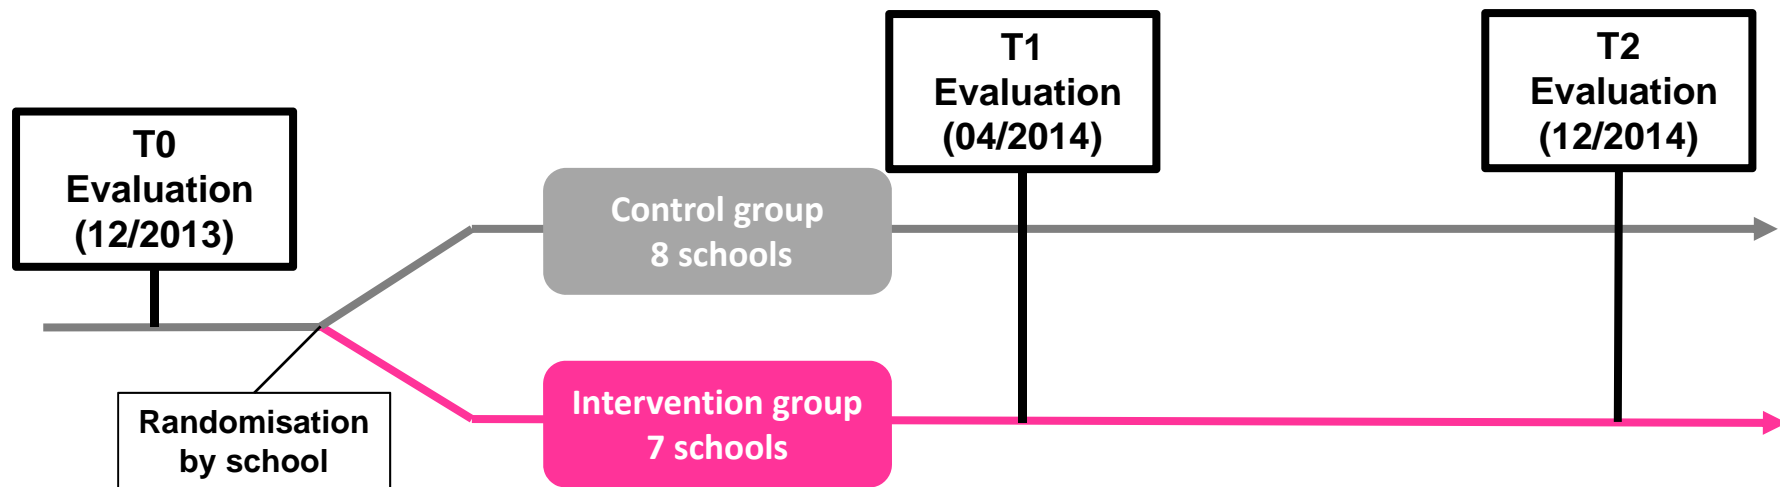 T0
Evaluation
(12/2013)
Randomisation
by school
Control group
8 schools
Intervention group
7 schools
T1
Evaluation
(04/2014)
T2
Evaluation
(12/2014)